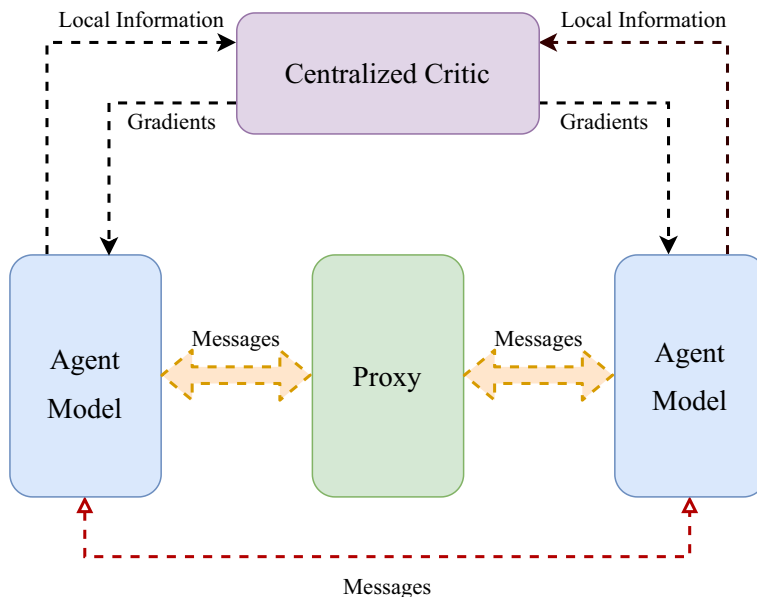 Local Information
Local Information
Centralized Critic
Gradients
Gradients
Messages
Messages
Agent
Model
Proxy
Agent
Model
Messages